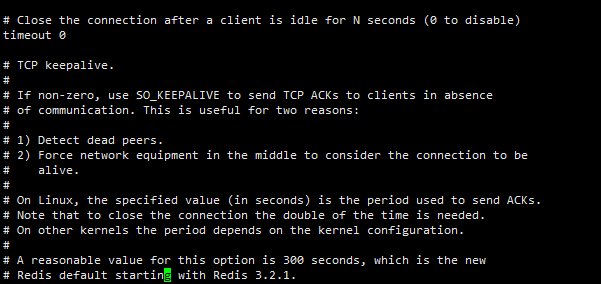 # Close the connection after a client is idle for N seconds (0 to disable)
timeout 0
# TCP keepalive.
#
# If non-zero, use SO_KEEPALIVE to send TCP ACKs to clients in absence
# of communication. This is useful for two reasons:
#
# 1) Detect dead peers.
# 2) Force network equipment in the middle to consider the connection to be
#    alive.
#
# On Linux, the specified value (in seconds) is the period used to send ACKs.
# Note that to close the connection the double of the time is needed.
# On other kernels the period depends on the kernel configuration.
#
# A reasonable value for this option is 300 seconds, which is the new
# Redis default starting with Redis 3.2.1.